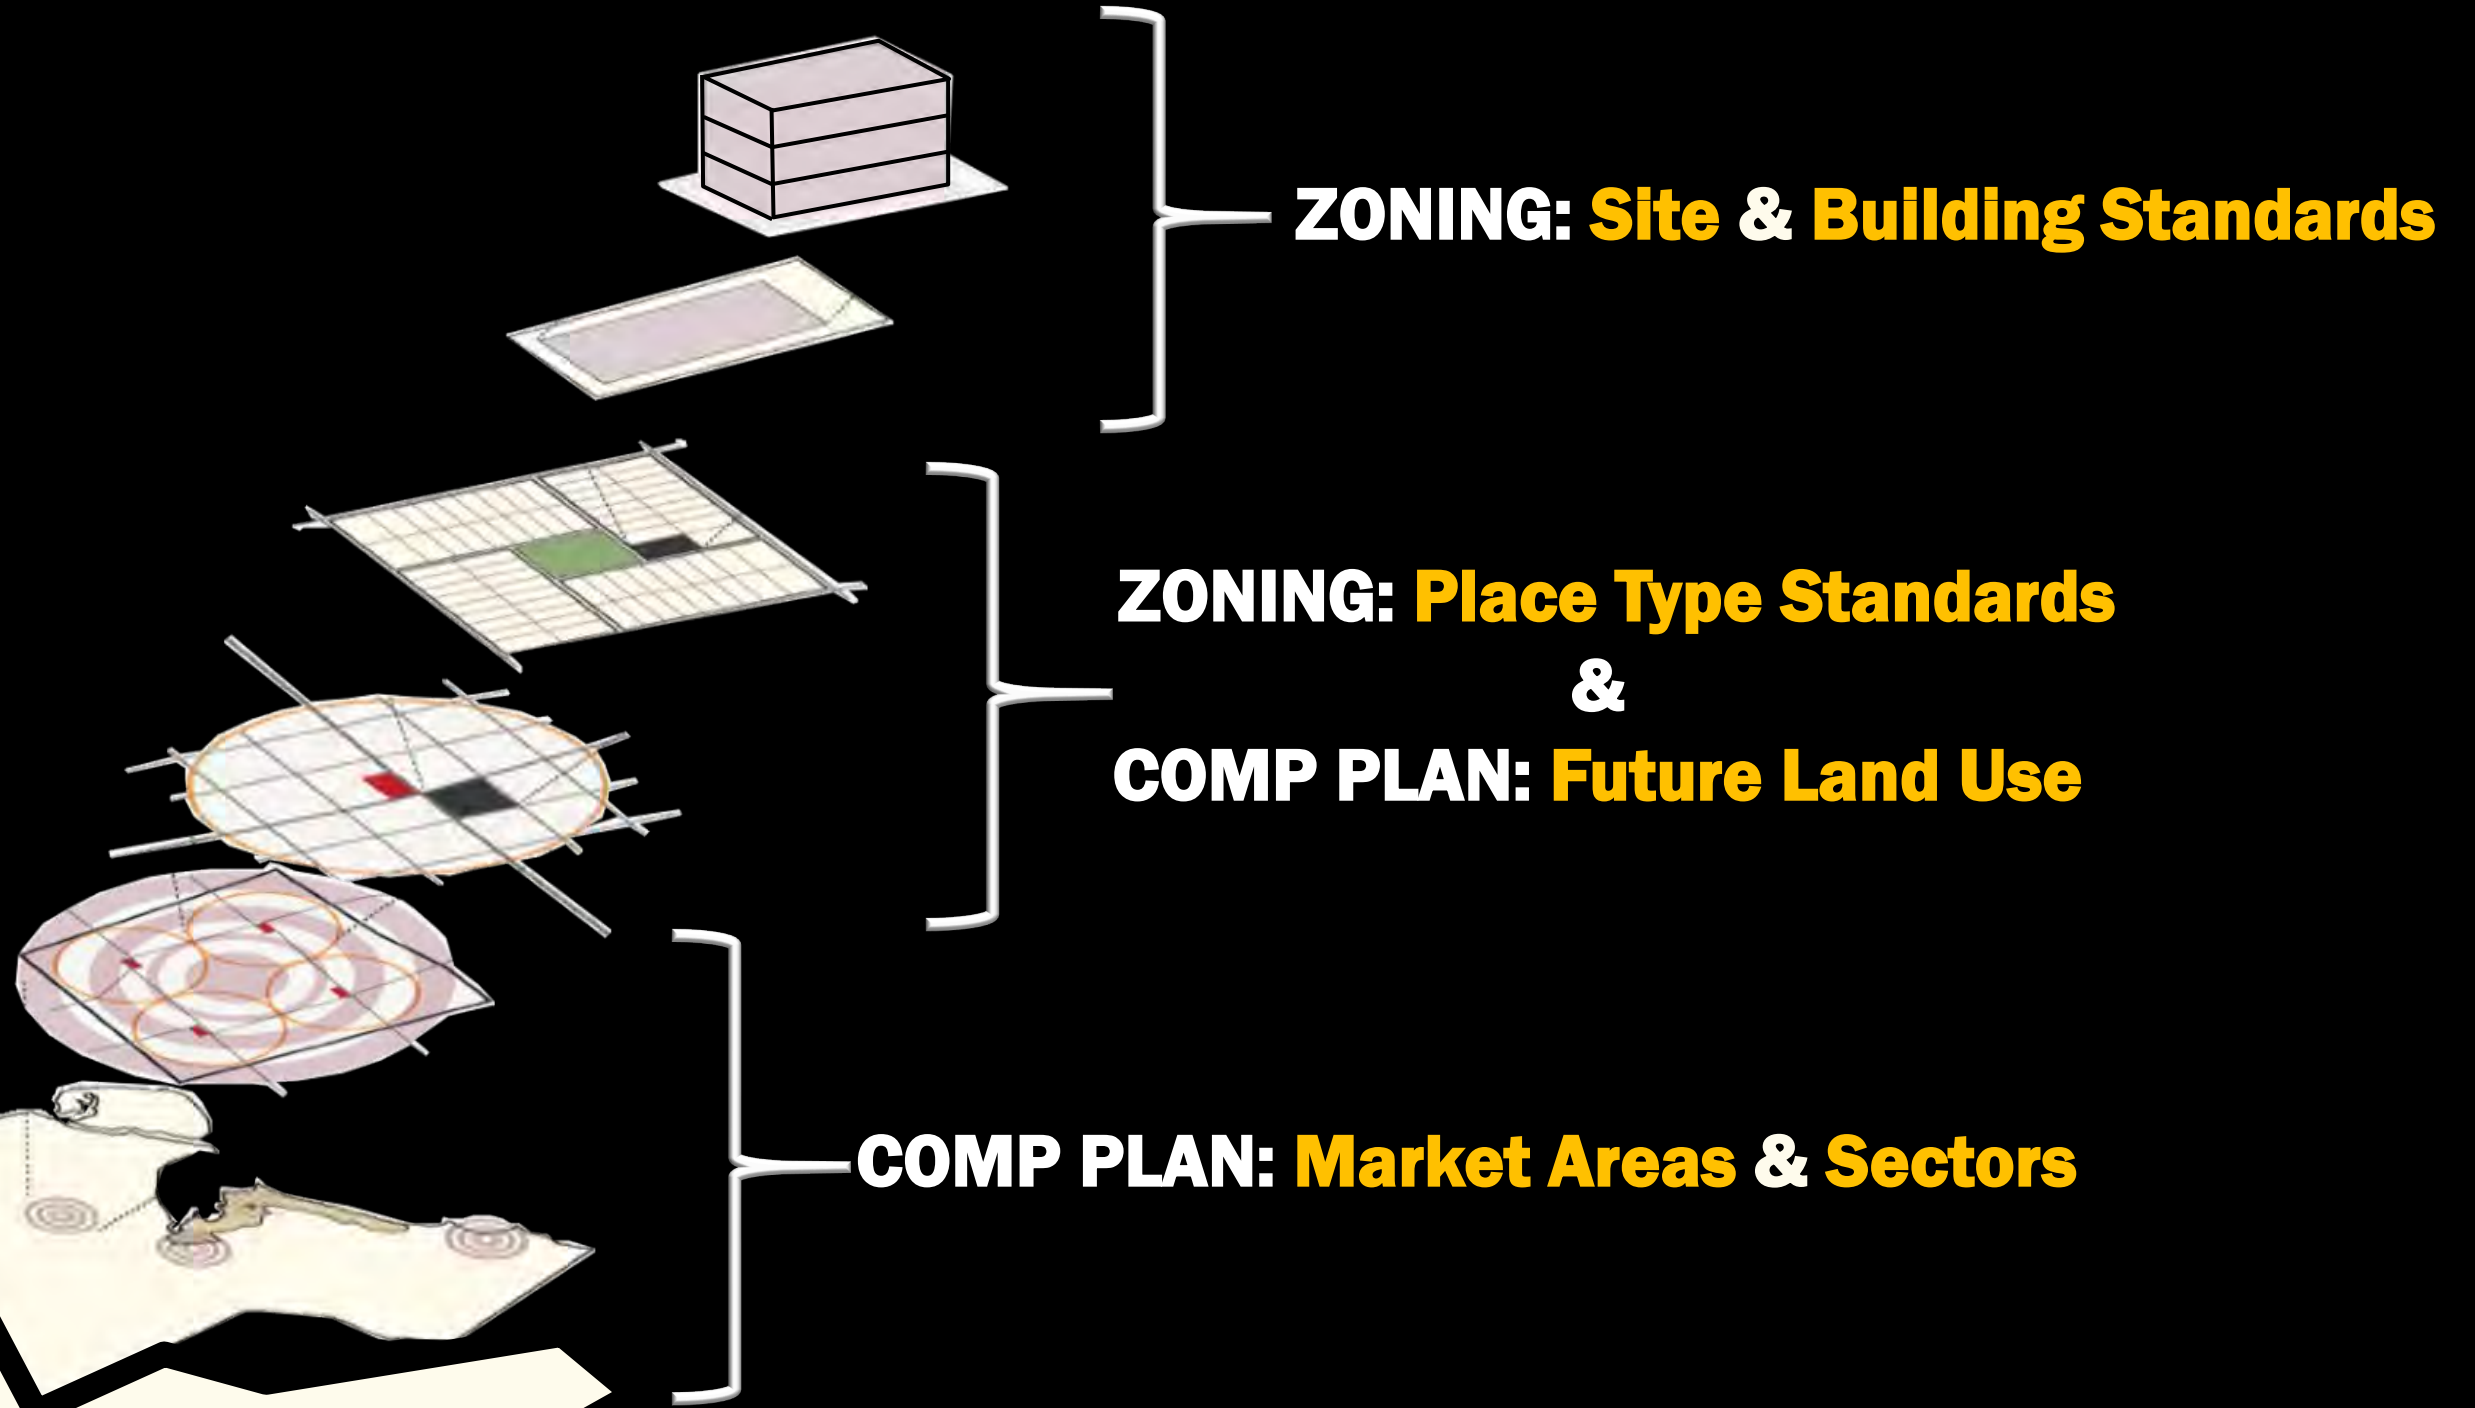 ZONING: Site & Building Standards
ZONING: Place Type Standards
&
COMP PLAN: Future Land Use
COMP PLAN: Market Areas & Sectors